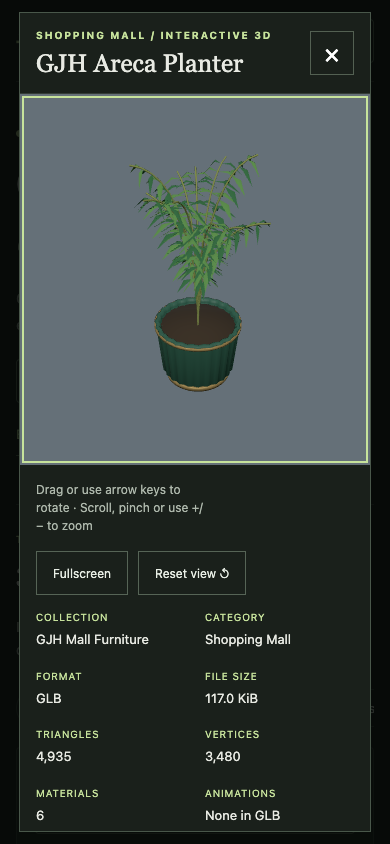 SHOPPING MALL / INTERACTIVE 3D
GJH Areca Planter
×
Drag or use arrow keys to
rotate · Scroll, pinch or use +/
− to zoom
Fullscreen
Reset view ↺
COLLECTION
CATEGORY
GJH Mall Furniture
Shopping Mall
FORMAT
FILE SIZE
GLB
117.0 KiB
TRIANGLES
VERTICES
4,935
3,480
MATERIALS
ANIMATIONS
6
None in GLB